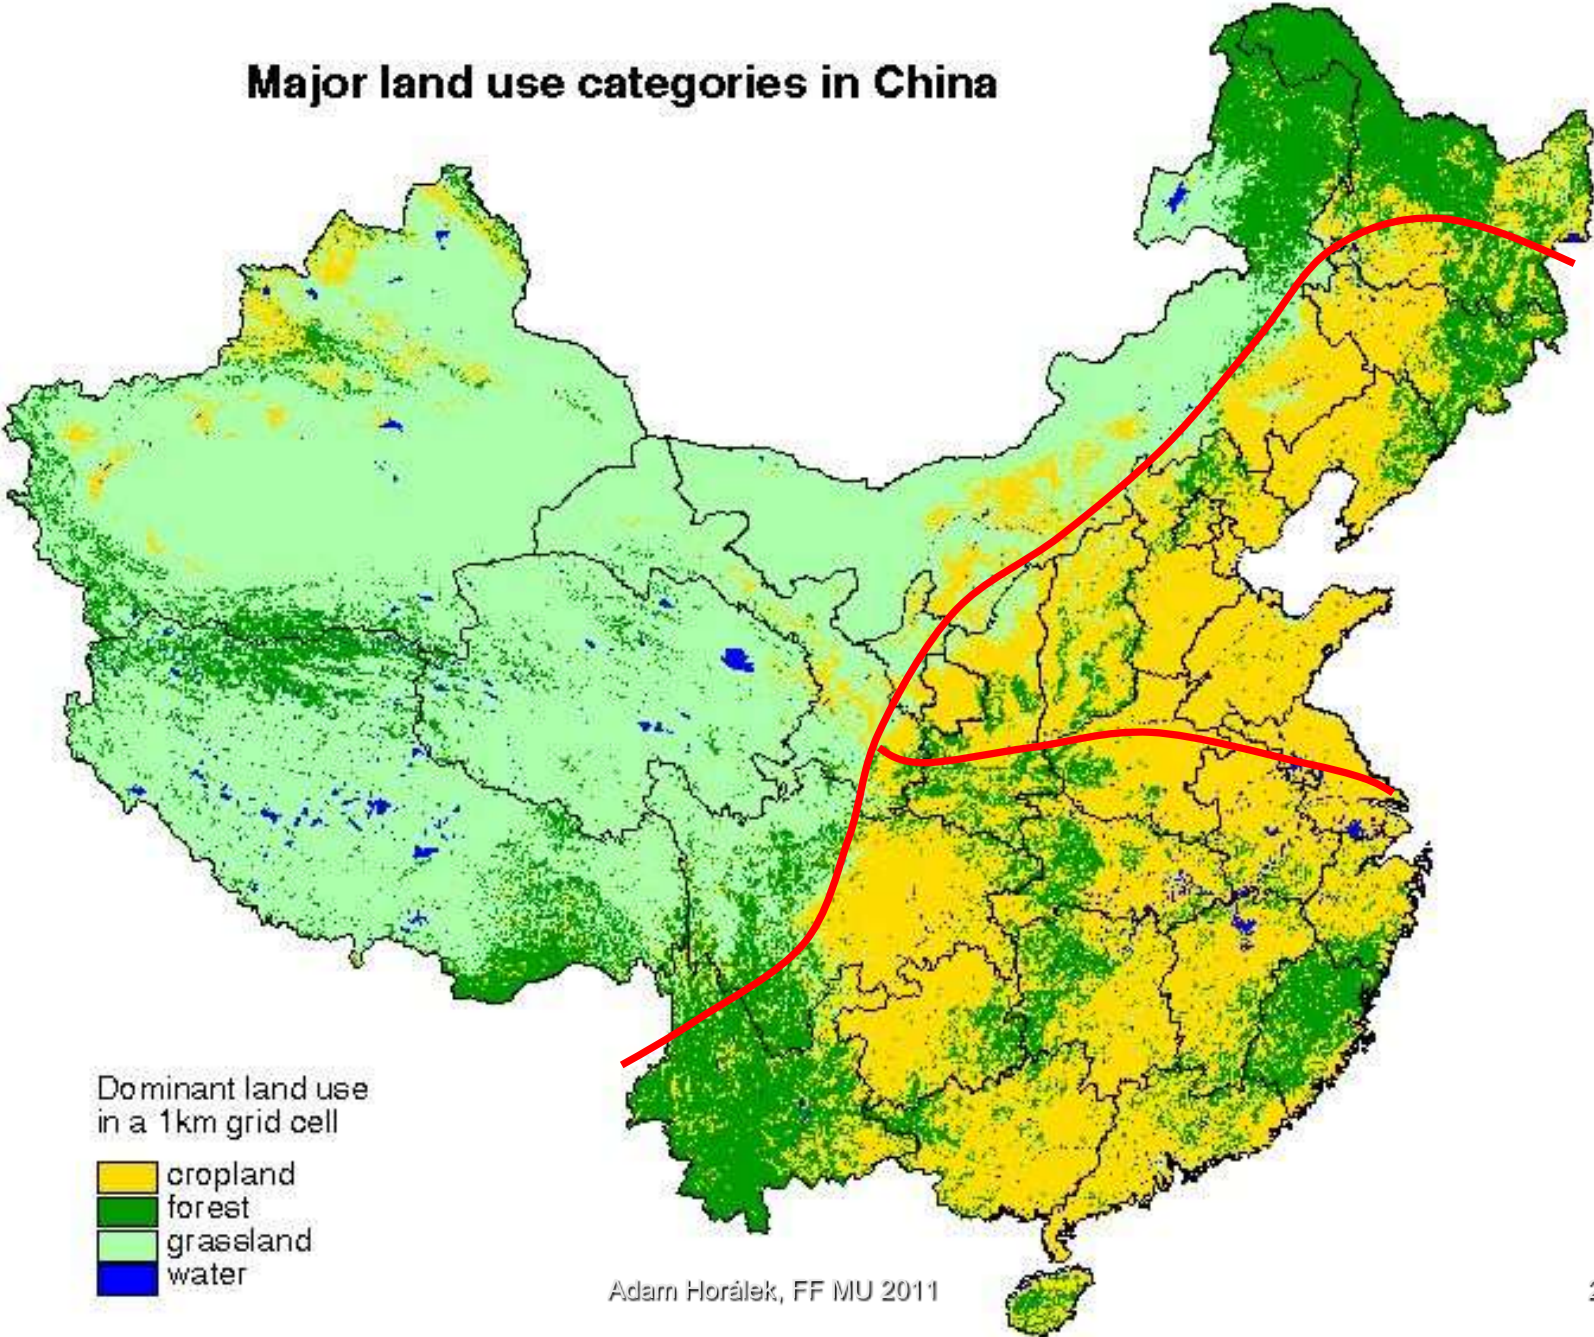 Major land use categories in China
Dominant land use
in a 1km grid cell
cropland
forest
grassland
water
Adam Horálek, FF MU 2011